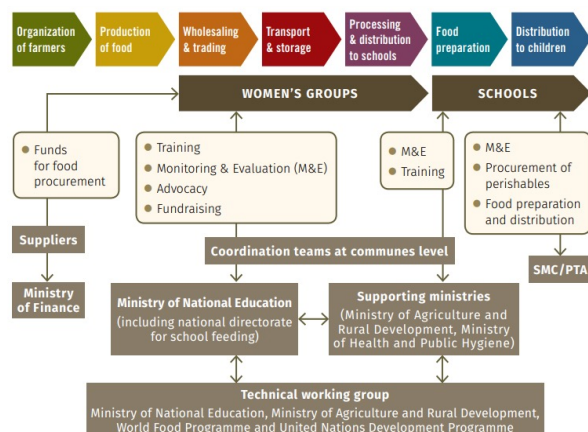 Organization
of farmers
Production
of food
Wholesaling
& trading
Transport
& storage
Processing
& distribution
to schools
Food
preparation
Distribution
to children
WOMEN'S GROUPS
SCHOOLS
Funds
for food
procurement
Training
Monitoring & Evaluation (M&E)
Advocacy
Fundraising
M&E
Training
M&E
Procurement of
perishables
Food preparation
and distribution
Suppliers
Coordination teams at communes level
SMC/PTA
Ministry
of Finance
Ministry of National Education
(including national directorate
for school feeding)
Supporting ministries
(Ministry of Agriculture and
Rural Development, Ministry
of Health and Public Hygiene)
Technical working group
Ministry of National Education, Ministry of Agriculture and Rural Development,
World Food Programme and United Nations Development Programme